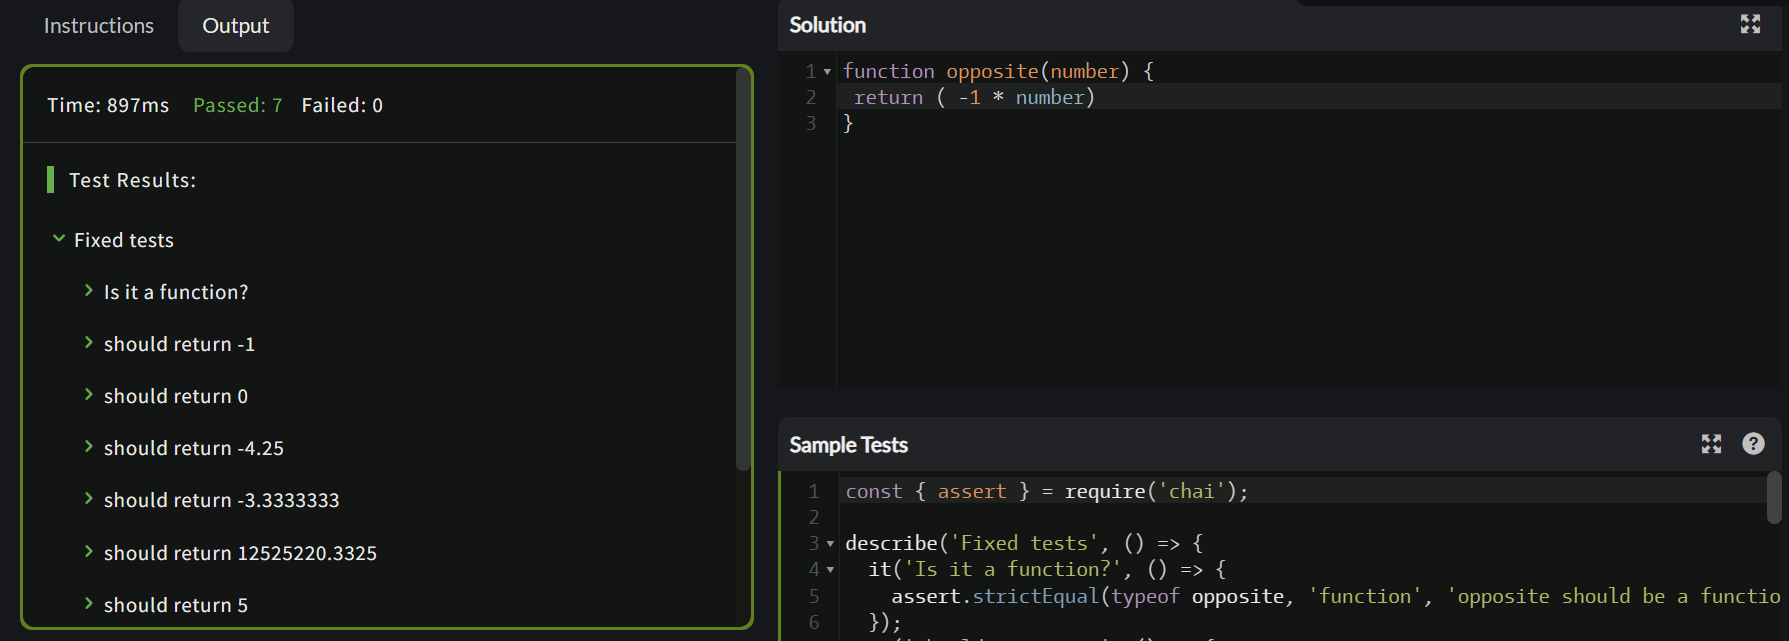 Instructions
Output
Time: 897ms Passed: 7 Failed: 0
Test Results:
Fixed tests
Is it a function?
should return -1
should return 0
should return -4.25
should return -3.3333333
should return 12525220.3325
should return 5
Solution
1 function opposite(number) {
2 return ( -1 * number)
3 }
Sample Tests
?
1 const { assert } = require('chai');
2
3 describe('Fixed tests', () => {
4 it('Is it a function?', () => {
5 assert.strictEqual(typeof opposite, 'function', 'opposite should be a functio
6 });